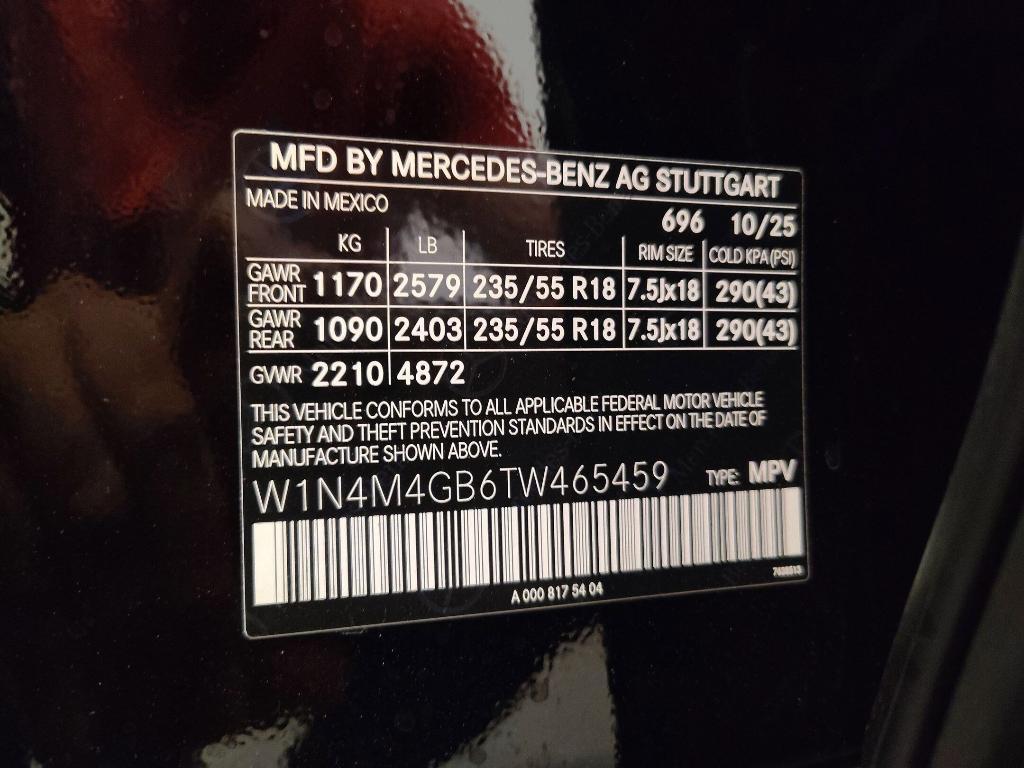 MFD BY MERCEDES-BENZ AG STUTTGART
MADE IN MEXICO
696 10/25
KG LB TIRES RIM SIZE COLD KPA (PSI)
GAWR FRONT 1170 2579 235/55 R18 7.5Jx18 290(43)
GAWR REAR 1090 2403 235/55 R18 7.5Jx18 290(43)
GVWR 2210 4872
THIS VEHICLE CONFORMS TO ALL APPLICABLE FEDERAL MOTOR VEHICLE
SAFETY AND THEFT PREVENTION STANDARDS IN EFFECT ON THE DATE OF
MANUFACTURE SHOWN ABOVE.
W1N4M4GB6TW465459 TYPE: MPV
A 000 817 54 04